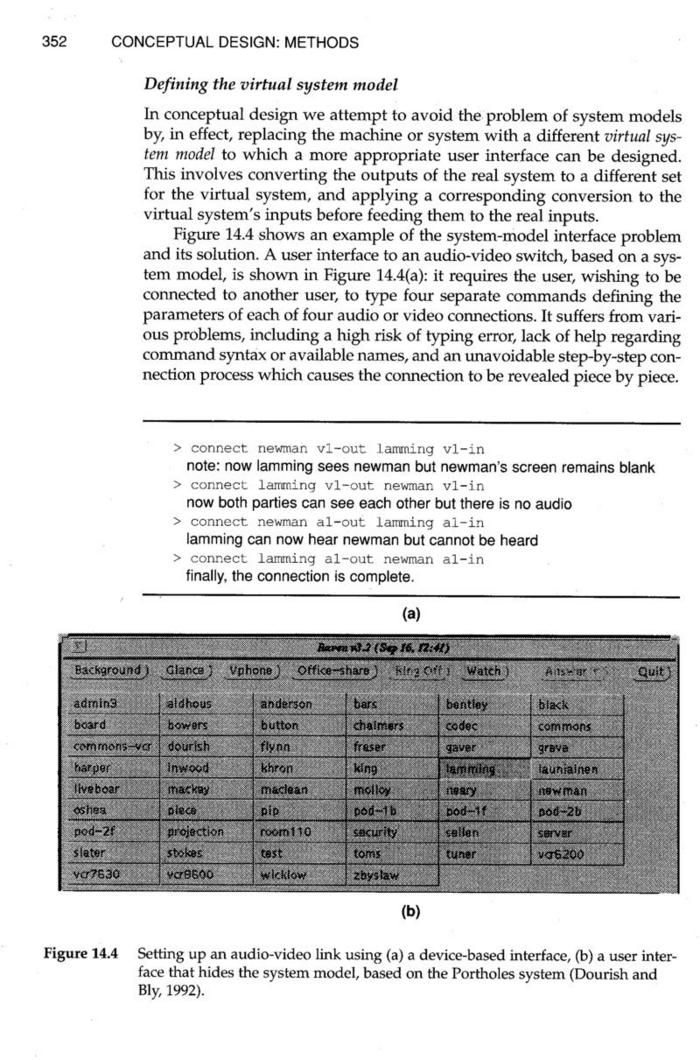 352 CONCEPTUAL DESIGN: METHODS
Defining the virtual system model
In conceptual design we attempt to avoid the problem of system models
by, in effect, replacing the machine or system with a different virtual sys-
tem model to which a more appropriate user interface can be designed.
This involves converting the outputs of the real system to a different set
for the virtual system, and applying a corresponding conversion to the
virtual system's inputs before feeding them to the real inputs.
Figure 14.4 shows an example of the system-model interface problem
and its solution. A user interface to an audio-video switch, based on a sys-
tem model, is shown in Figure 14.4(a): it requires the user, wishing to be
connected to another user, to type four separate commands defining the
parameters of each of four audio or video connections. It suffers from vari-
ous problems, including a high risk of typing error, lack of help regarding
command syntax or available names, and an unavoidable step-by-step con-
nection process which causes the connection to be revealed piece by piece.
> connect newman v1-out lamming v1-in
note: now lamming sees newman but newman's screen remains blank
> connect lamming v1-out newman v1-in
now both parties can see each other but there is no audio
> connect newman a1-out lamming a1-in
lamming can now hear newman but cannot be heard
> connect lamming a1-out newman a1-in
finally, the connection is complete.
(a)
Raven v3.2 (Sep 16, 12:41)
Background Glance Vphone Office-share Ring Off Watch Answer Quit
admin3 aldhous anderson bars bentley black
board bowers button chalmers codec commons
commons-vcr dourish flynn fraser gaver grave
harper inwood khron king lamming launiainen
liveboar mackay maclean molloy neary newman
oshea piece pip pod-1b pod-1f pod-2b
pod-2f projection room110 security sellen server
slater stokes test toms tuner vcr5200
vcr7630 vcr9600 wicklow zbyslaw
(b)
Figure 14.4 Setting up an audio-video link using (a) a device-based interface, (b) a user inter-
face that hides the system model, based on the Portholes system (Dourish and
Bly, 1992).